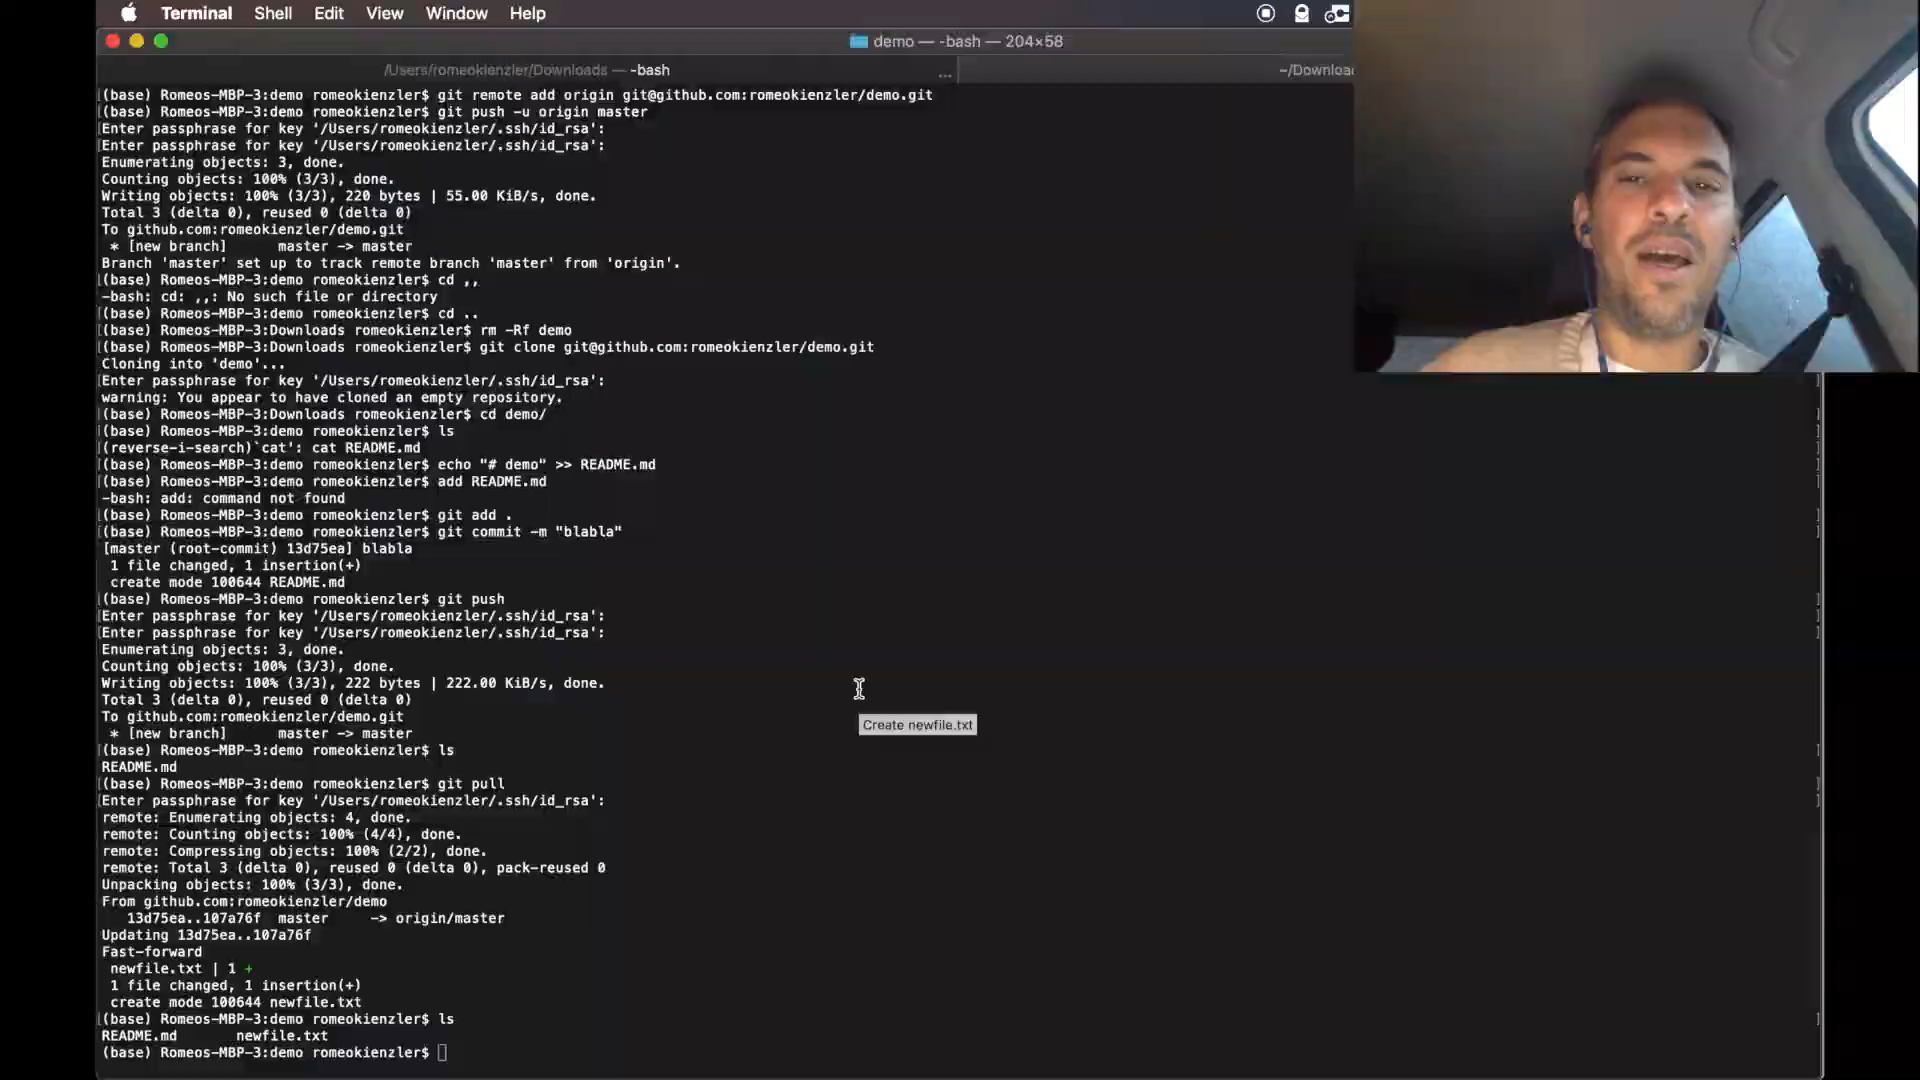 Terminal Shell Edit View Window Help
demo — -bash — 204×58
/Users/romeokienzler/Downloads — -bash ... ~/Downloa
(base) Romeos-MBP-3:demo romeokienzler$ git remote add origin git@github.com:romeokienzler/demo.git
(base) Romeos-MBP-3:demo romeokienzler$ git push -u origin master
Enter passphrase for key '/Users/romeokienzler/.ssh/id_rsa':
Enter passphrase for key '/Users/romeokienzler/.ssh/id_rsa':
Enumerating objects: 3, done.
Counting objects: 100% (3/3), done.
Writing objects: 100% (3/3), 220 bytes | 55.00 KiB/s, done.
Total 3 (delta 0), reused 0 (delta 0)
To github.com:romeokienzler/demo.git
 * [new branch]      master -> master
Branch 'master' set up to track remote branch 'master' from 'origin'.
(base) Romeos-MBP-3:demo romeokienzler$ cd ,,
-bash: cd: ,,: No such file or directory
(base) Romeos-MBP-3:demo romeokienzler$ cd ..
(base) Romeos-MBP-3:Downloads romeokienzler$ rm -Rf demo
(base) Romeos-MBP-3:Downloads romeokienzler$ git clone git@github.com:romeokienzler/demo.git
Cloning into 'demo'...
Enter passphrase for key '/Users/romeokienzler/.ssh/id_rsa':
warning: You appear to have cloned an empty repository.
(base) Romeos-MBP-3:Downloads romeokienzler$ cd demo/
(base) Romeos-MBP-3:demo romeokienzler$ ls
(reverse-i-search)`cat': cat README.md
(base) Romeos-MBP-3:demo romeokienzler$ echo "# demo" >> README.md
(base) Romeos-MBP-3:demo romeokienzler$ add README.md
-bash: add: command not found
(base) Romeos-MBP-3:demo romeokienzler$ git add .
(base) Romeos-MBP-3:demo romeokienzler$ git commit -m "blabla"
[master (root-commit) 13d75ea] blabla
 1 file changed, 1 insertion(+)
 create mode 100644 README.md
(base) Romeos-MBP-3:demo romeokienzler$ git push
Enter passphrase for key '/Users/romeokienzler/.ssh/id_rsa':
Enter passphrase for key '/Users/romeokienzler/.ssh/id_rsa':
Enumerating objects: 3, done.
Counting objects: 100% (3/3), done.
Writing objects: 100% (3/3), 222 bytes | 222.00 KiB/s, done.
Total 3 (delta 0), reused 0 (delta 0)
To github.com:romeokienzler/demo.git
Create newfile.txt
 * [new branch]      master -> master
(base) Romeos-MBP-3:demo romeokienzler$ ls
README.md
(base) Romeos-MBP-3:demo romeokienzler$ git pull
Enter passphrase for key '/Users/romeokienzler/.ssh/id_rsa':
remote: Enumerating objects: 4, done.
remote: Counting objects: 100% (4/4), done.
remote: Compressing objects: 100% (2/2), done.
remote: Total 3 (delta 0), reused 0 (delta 0), pack-reused 0
Unpacking objects: 100% (3/3), done.
From github.com:romeokienzler/demo
   13d75ea..107a76f  master     -> origin/master
Updating 13d75ea..107a76f
Fast-forward
 newfile.txt | 1 +
 1 file changed, 1 insertion(+)
 create mode 100644 newfile.txt
(base) Romeos-MBP-3:demo romeokienzler$ ls
README.md       newfile.txt
(base) Romeos-MBP-3:demo romeokienzler$